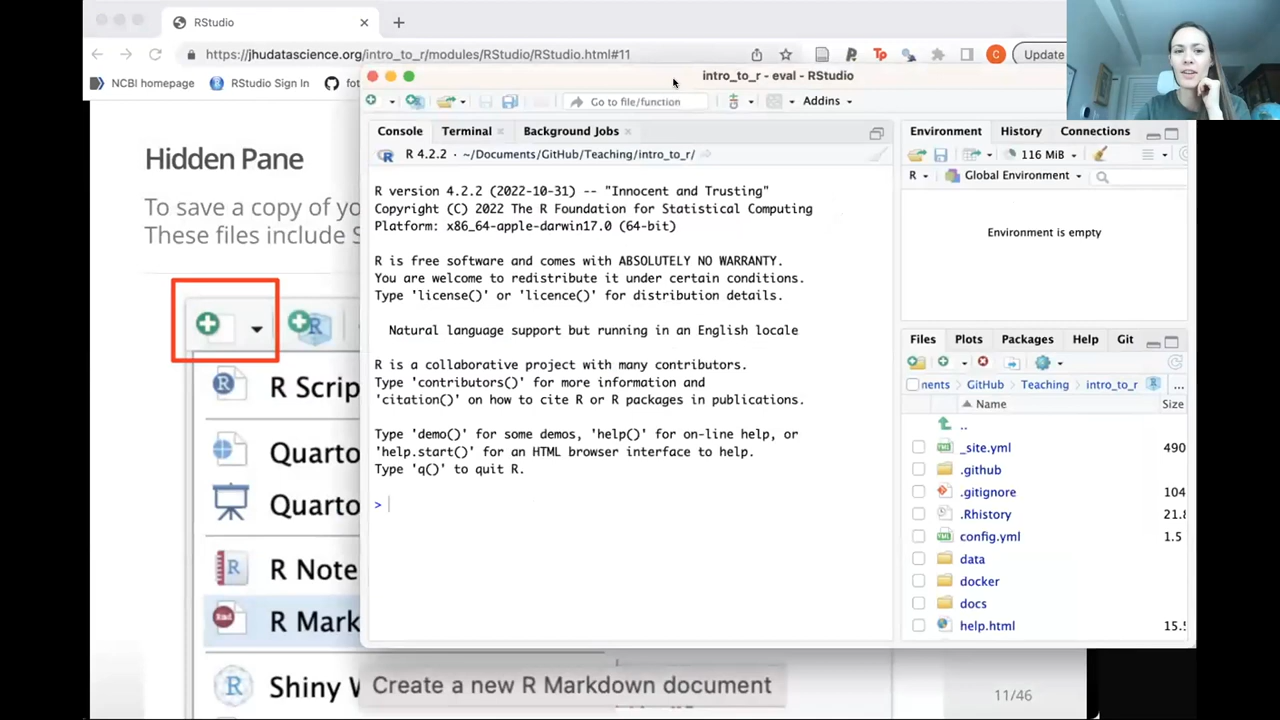 RStudio
https://jhudatascience.org/intro_to_r/modules/RStudio/RStudio.html#11
Update
NCBI HOMEPAGE
RStudio Sign In
fot
Hidden Pane
To save a copy of yo
These files include S
R Scrip
Quarto
Quarto
R Note
R Mark
Shiny W
Create a new R Markdown document
11/46
intro_to_r - eval - RStudio
Go to file/function
Addins
Console
Terminal
Background Jobs
R 4.2.2 · ~/Documents/GitHub/Teaching/intro_to_r/
R version 4.2.2 (2022-10-31) -- "Innocent and Trusting"
Copyright (C) 2022 The R Foundation for Statistical Computing
Platform: x86_64-apple-darwin17.0 (64-bit)
R is free software and comes with ABSOLUTELY NO WARRANTY.
You are welcome to redistribute it under certain conditions.
Type 'license()' or 'licence()' for distribution details.
Natural language support but running in an English locale
R is a collaborative project with many contributors.
Type 'contributors()' for more information and
'citation()' on how to cite R or R packages in publications.
Type 'demo()' for some demos, 'help()' for on-line help, or
'help.start()' for an HTML browser interface to help.
Type 'q()' to quit R.
>
Environment
History
Connections
116 MiB
R
Global Environment
Environment is empty
Files
Plots
Packages
Help
Git
nents
GitHub
Teaching
intro_to_r
...
Name
Size
..
_site.yml
490
.github
.gitignore
104
.Rhistory
21.8
config.yml
1.5
data
docker
docs
help.html
15.5